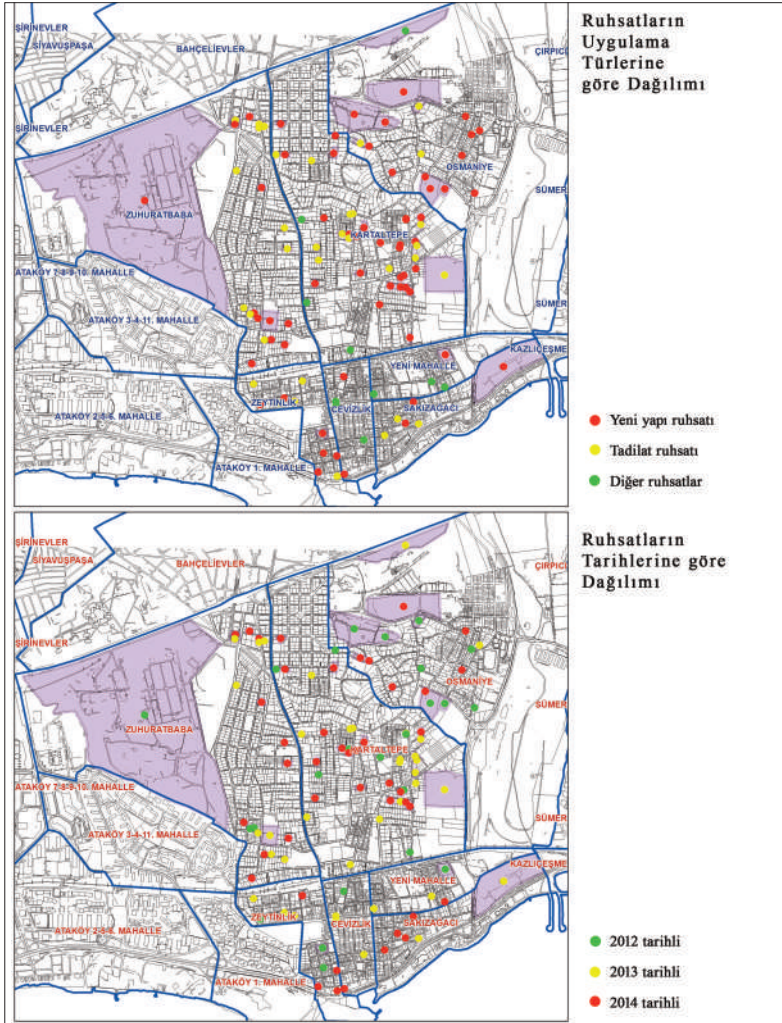 Ruhsatların
Uygulama
Türlerine
göre Dağılımı
ŞİRİNEVLER
SİYAVUŞPAŞA
BAHÇELİEVLER
ÇIRPICI
ŞİRİNEVLER
OSMANİYE
SÜMER
ZUHURATBABA
KARTALTEPE
ATAKÖY 7-8-9-10. MAHALLE
ATAKÖY 3-4-11. MAHALLE
SÜMER
KAZLIÇEŞME
YENİ MAHALLE
ZEYTİNLİK
CEVİZLİK
SAKIZAĞACI
ATAKÖY 2-5-6. MAHALLE
ATAKÖY 1. MAHALLE
Yeni yapı ruhsatı
Tadilat ruhsatı
Diğer ruhsatlar
Ruhsatların
Tarihlerine göre
Dağılımı
ŞİRİNEVLER
SİYAVUŞPAŞA
BAHÇELİEVLER
ÇIRPICI
ŞİRİNEVLER
OSMANİYE
SÜMER
ZUHURATBABA
KARTALTEPE
ATAKÖY 7-8-9-10. MAHALLE
ATAKÖY 3-4-11. MAHALLE
SÜMER
KAZLIÇEŞME
YENİ MAHALLE
ZEYTİNLİK
CEVİZLİK
SAKIZAĞACI
ATAKÖY 2-5-6. MAHALLE
ATAKÖY 1. MAHALLE
2012 tarihli
2013 tarihli
2014 tarihli